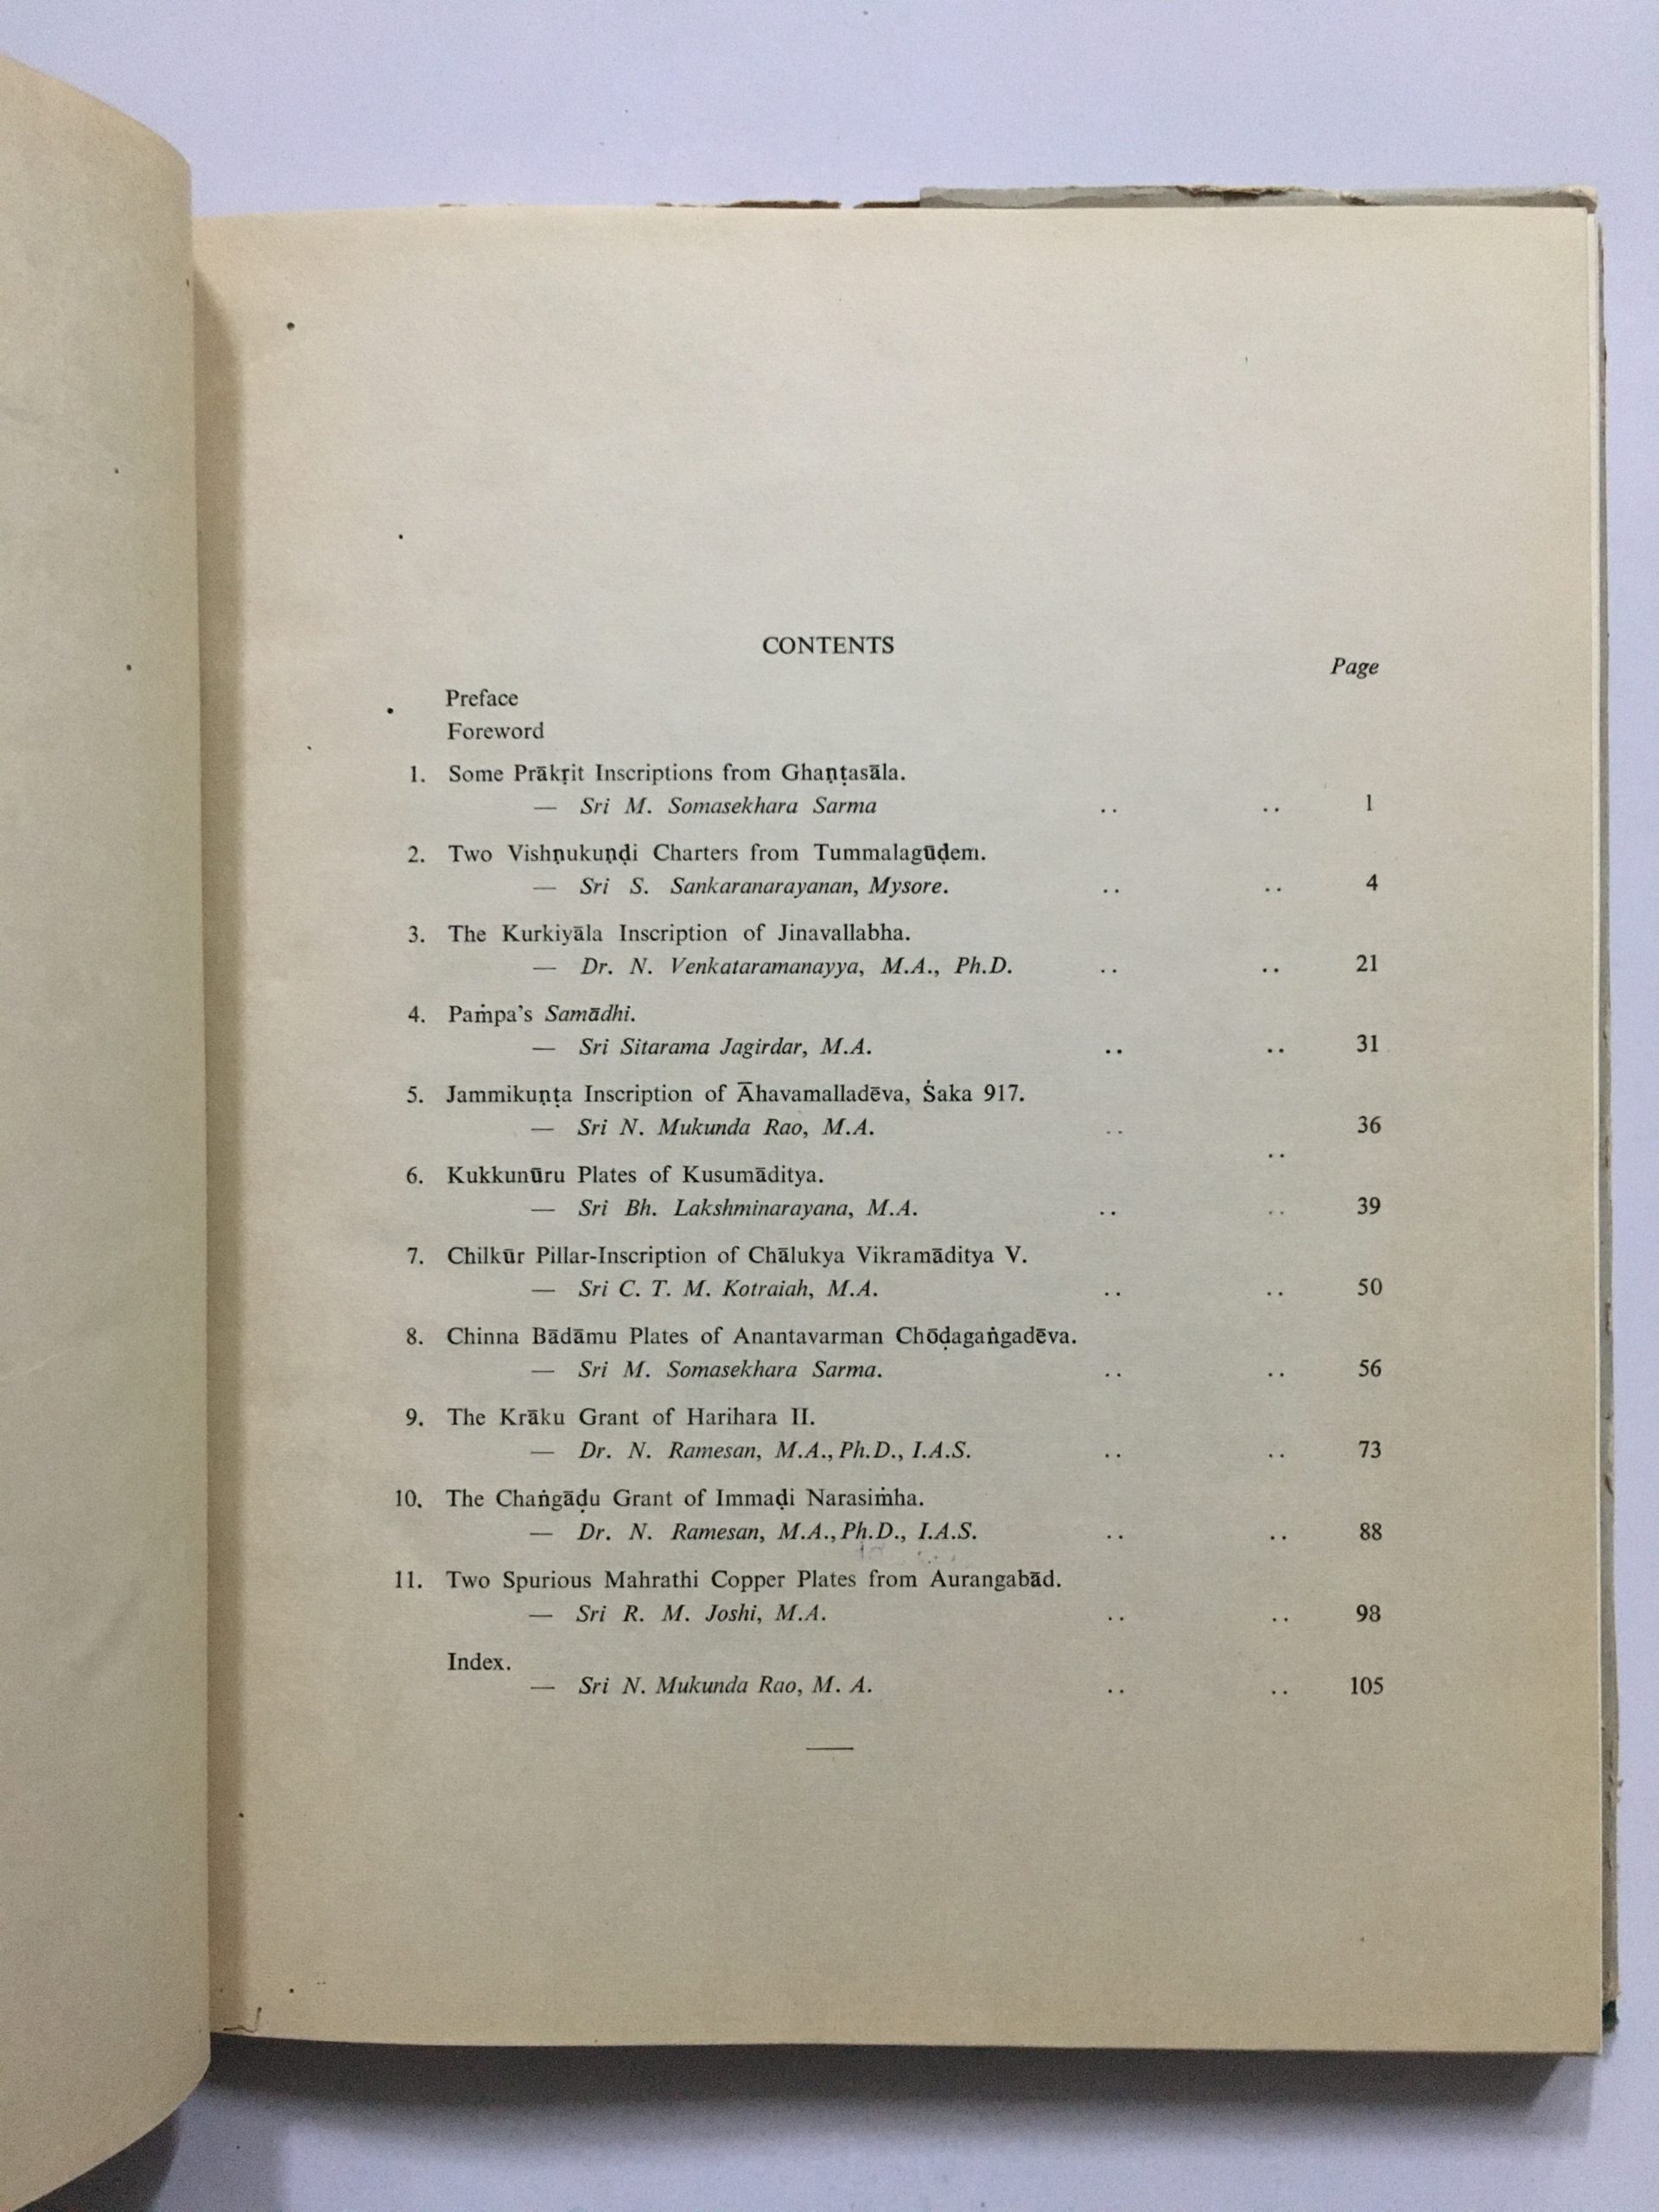 CONTENTS
Page
Preface
Foreword
1. Some Prākṛit Inscriptions from Ghaṇṭasāla.
— Sri M. Somasekhara Sarma .. .. 1
2. Two Vishṇukuṇḍi Charters from Tummalagūḍem.
— Sri S. Sankaranarayanan, Mysore. .. .. 4
3. The Kurkiyāla Inscription of Jinavallabha.
— Dr. N. Venkataramanayya, M.A., Ph.D. .. .. 21
4. Paṁpa's Samādhi.
— Sri Sitarama Jagirdar, M.A. .. .. 31
5. Jammikuṇṭa Inscription of Āhavamalladēva, Śaka 917.
— Sri N. Mukunda Rao, M.A. .. .. 36
6. Kukkunūru Plates of Kusumāditya.
— Sri Bh. Lakshminarayana, M.A. .. .. 39
7. Chilkūr Pillar-Inscription of Chālukya Vikramāditya V.
— Sri C. T. M. Kotraiah, M.A. .. .. 50
8. Chinna Bādāmu Plates of Anantavarman Chōḍagaṅgadēva.
— Sri M. Somasekhara Sarma. .. .. 56
9. The Krāku Grant of Harihara II.
— Dr. N. Ramesan, M.A., Ph.D., I.A.S. .. .. 73
10. The Chaṅgāḍu Grant of Immaḍi Narasiṁha.
— Dr. N. Ramesan, M.A., Ph.D., I.A.S. .. .. 88
11. Two Spurious Mahrathi Copper Plates from Aurangabād.
— Sri R. M. Joshi, M.A. .. .. 98
Index.
— Sri N. Mukunda Rao, M. A. .. .. 105